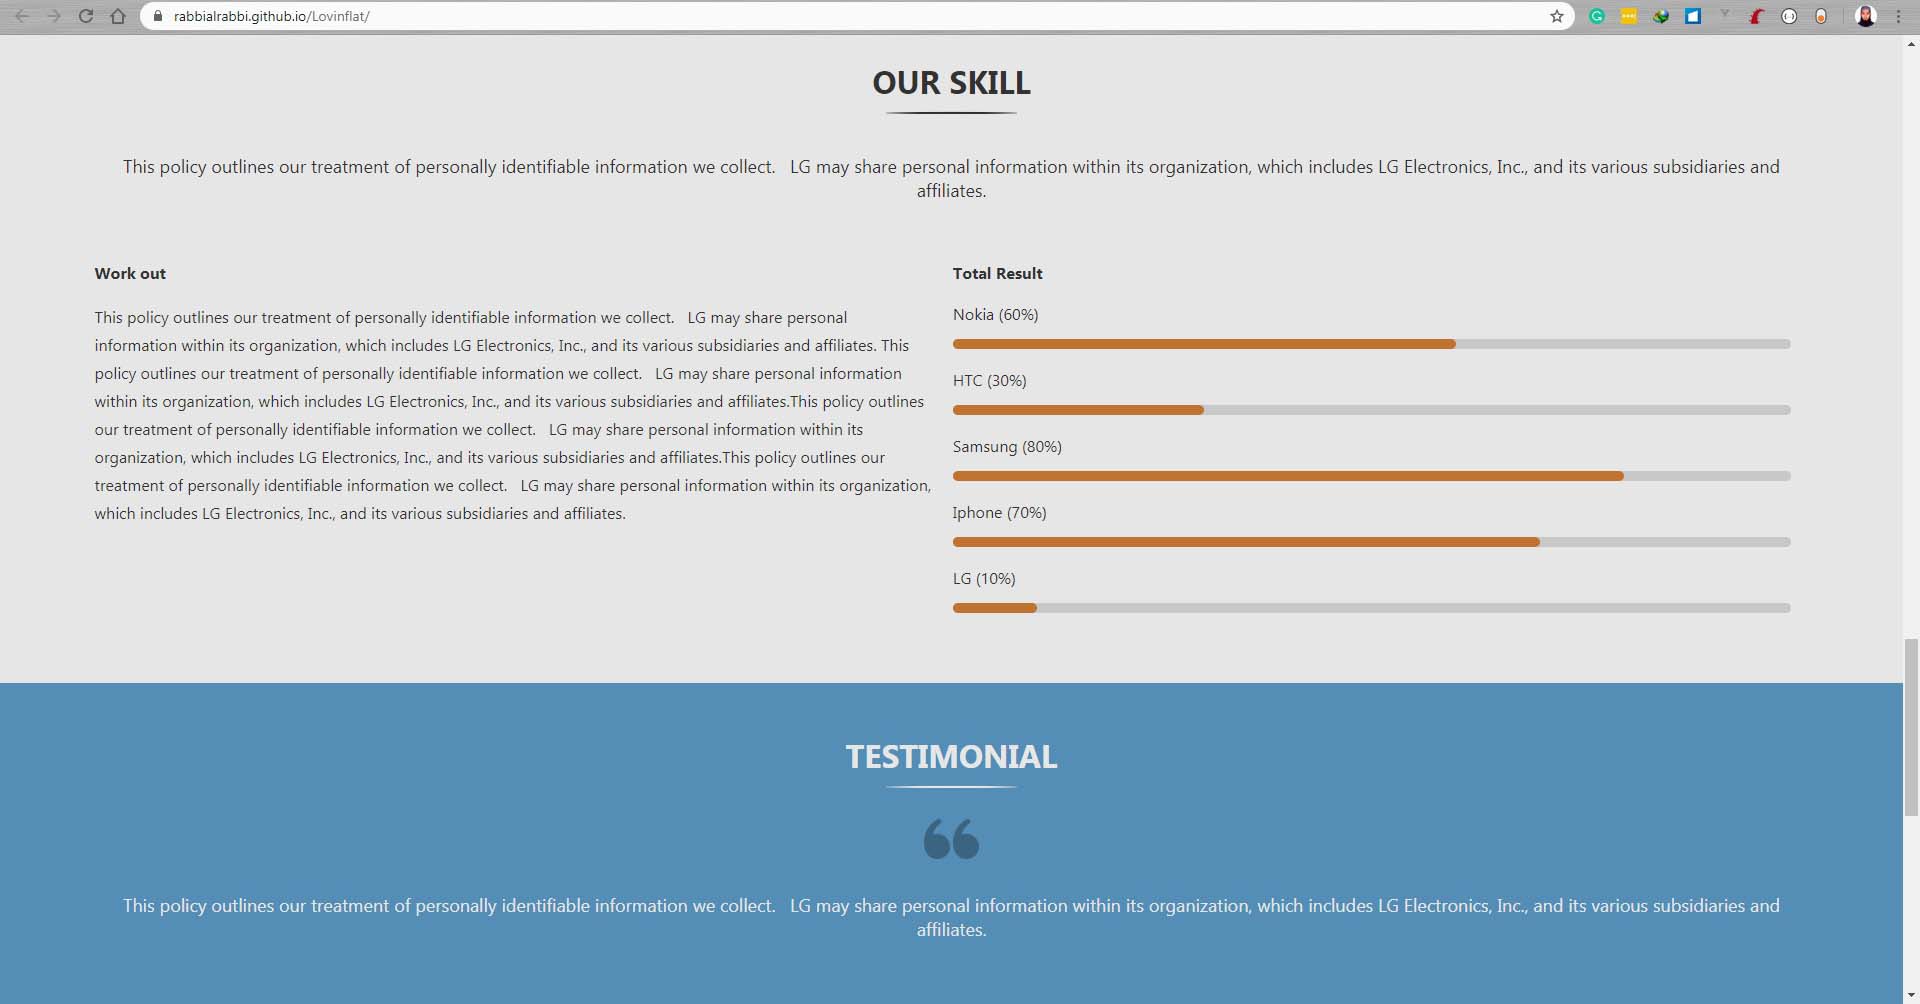 rabbialrabbi.github.io/Lovinflat/
OUR SKILL
This policy outlines our treatment of personally identifiable information we collect.   LG may share personal information within its organization, which includes LG Electronics, Inc., and its various subsidiaries and
affiliates.
Work out
This policy outlines our treatment of personally identifiable information we collect.   LG may share personal
information within its organization, which includes LG Electronics, Inc., and its various subsidiaries and affiliates. This
policy outlines our treatment of personally identifiable information we collect.   LG may share personal information
within its organization, which includes LG Electronics, Inc., and its various subsidiaries and affiliates.This policy outlines
our treatment of personally identifiable information we collect.   LG may share personal information within its
organization, which includes LG Electronics, Inc., and its various subsidiaries and affiliates.This policy outlines our
treatment of personally identifiable information we collect.   LG may share personal information within its organization,
which includes LG Electronics, Inc., and its various subsidiaries and affiliates.
Total Result
Nokia (60%)
HTC (30%)
Samsung (80%)
Iphone (70%)
LG (10%)
TESTIMONIAL
This policy outlines our treatment of personally identifiable information we collect.   LG may share personal information within its organization, which includes LG Electronics, Inc., and its various subsidiaries and
affiliates.